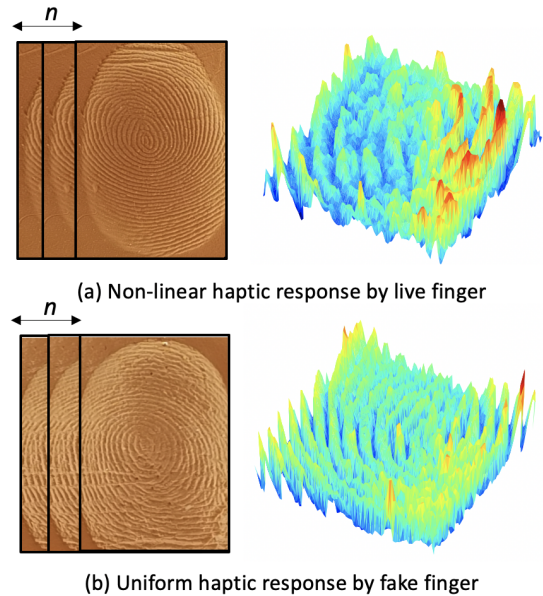 n
(a) Non-linear haptic response by live finger
n
(b) Uniform haptic response by fake finger